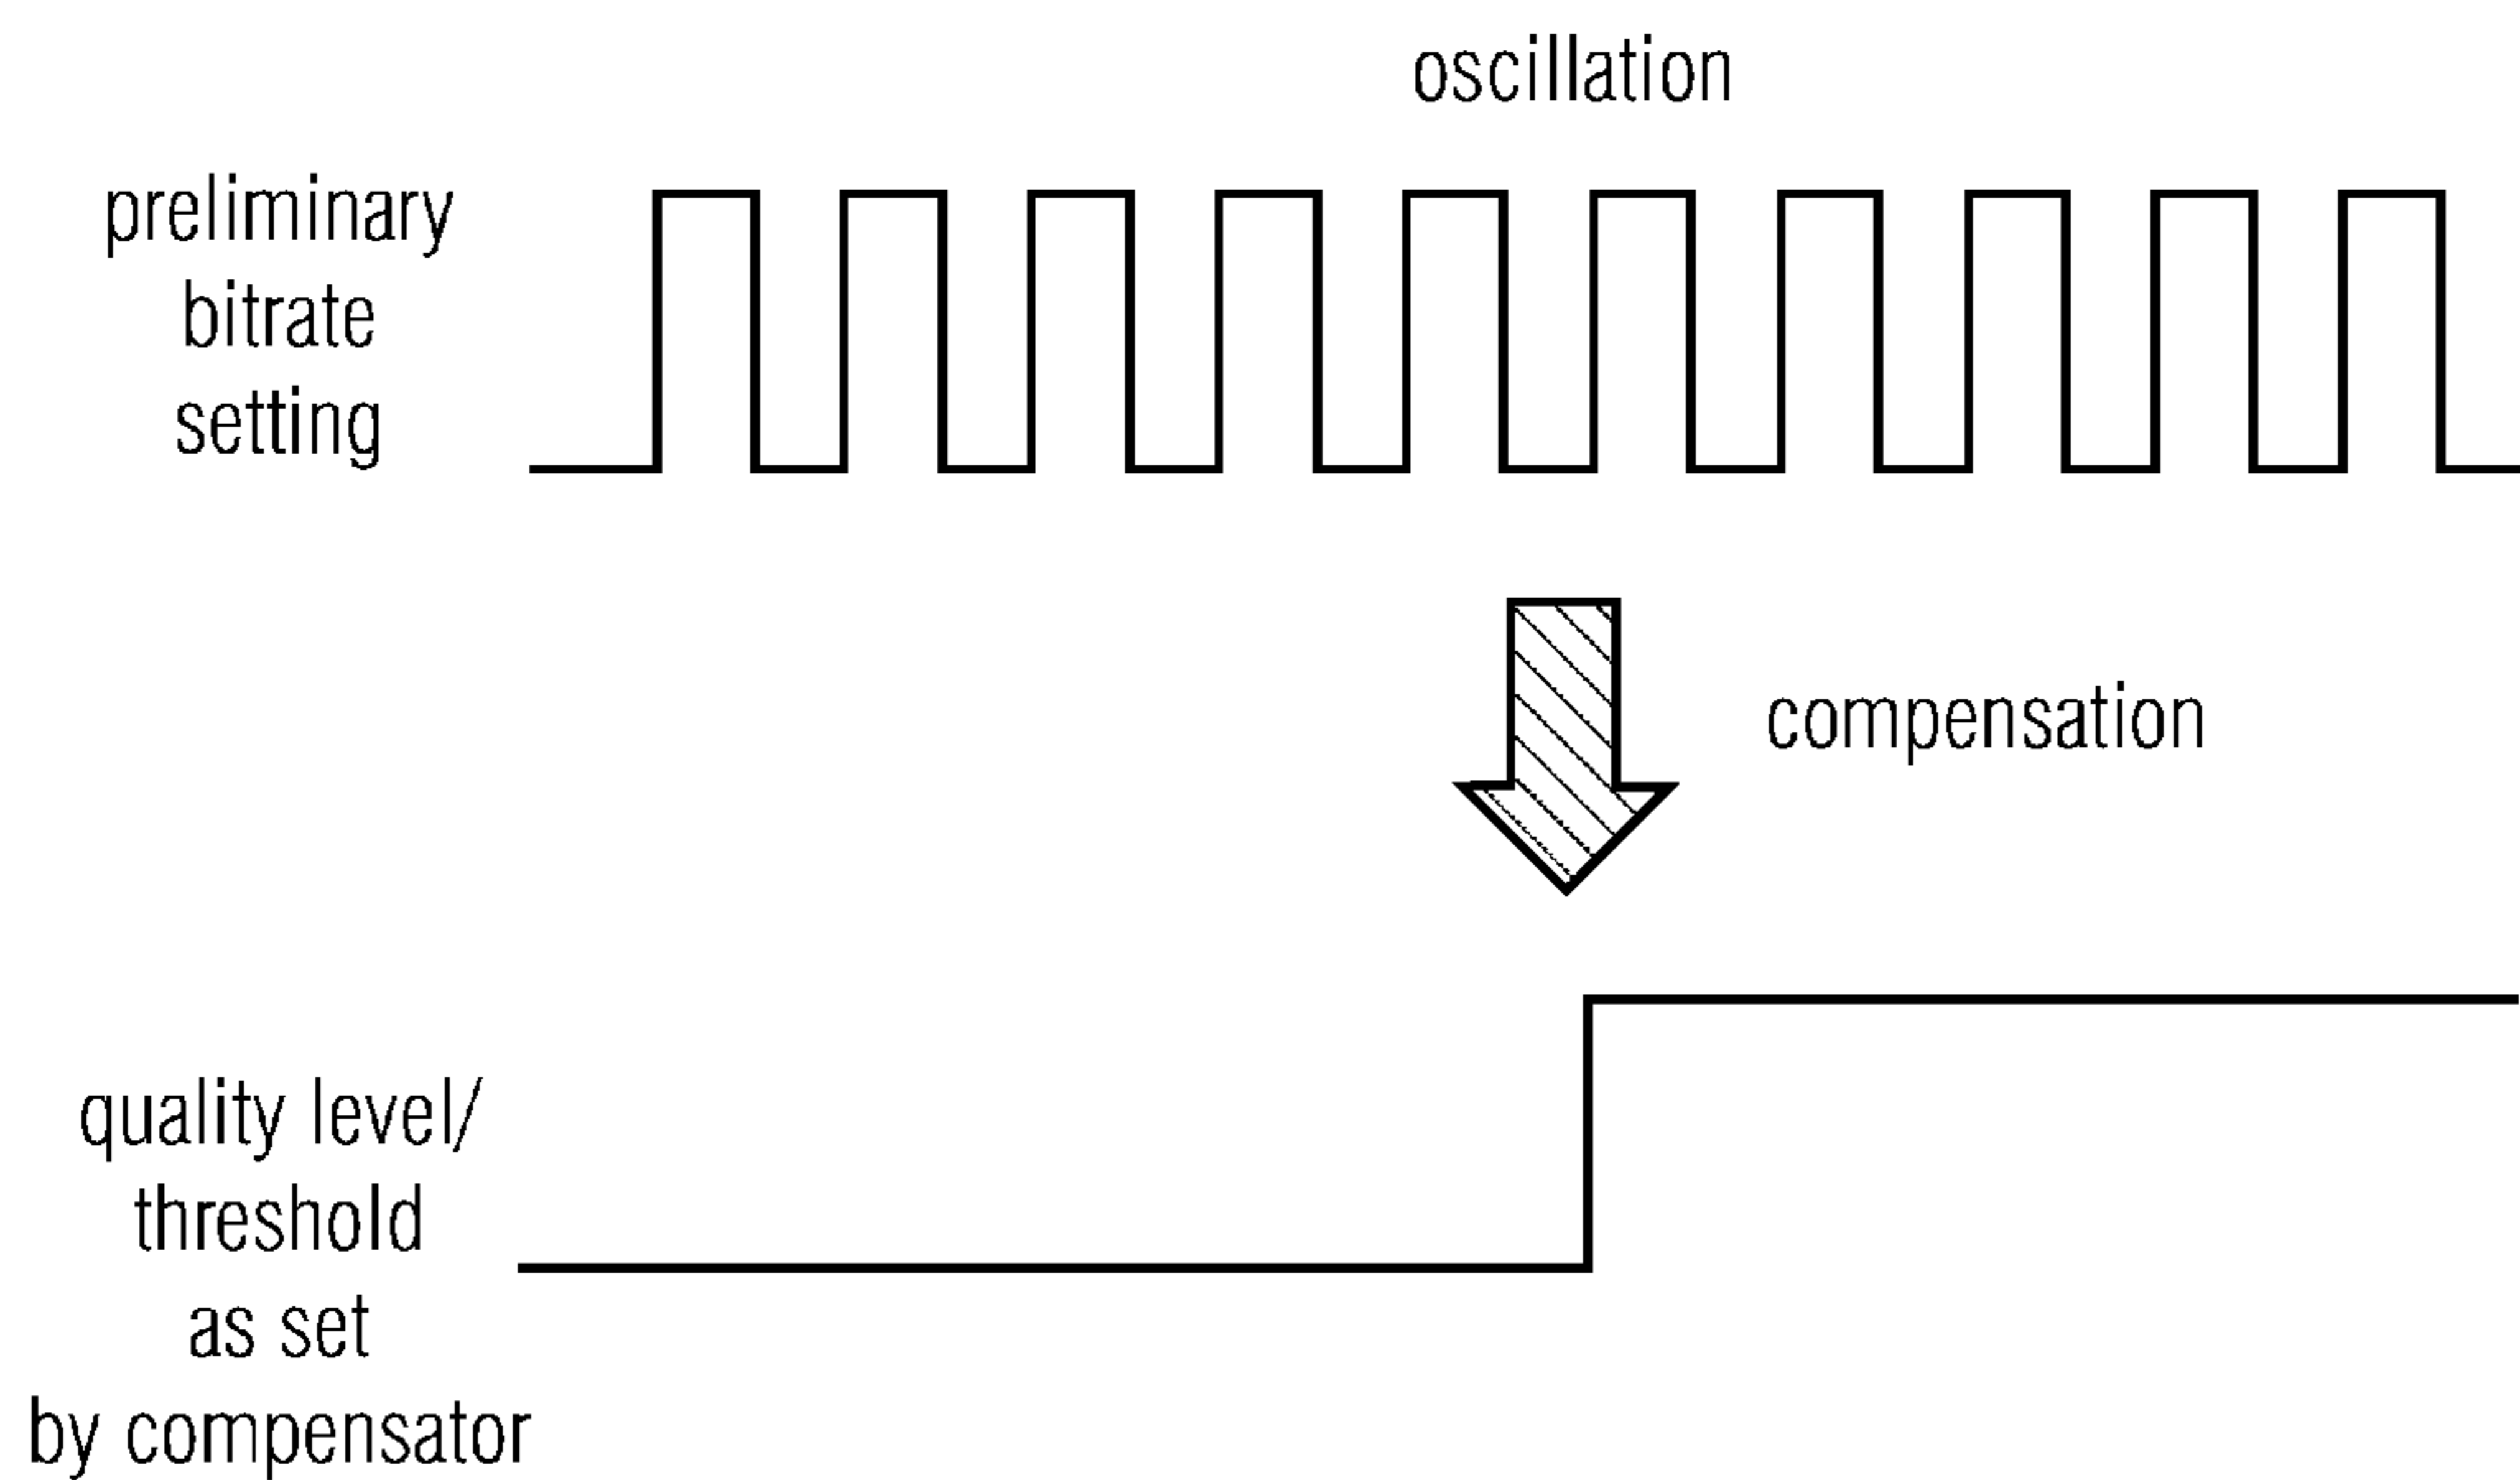 oscillation
preliminary
bitrate
setting
compensation
quality level/
threshold
as set
by compensator